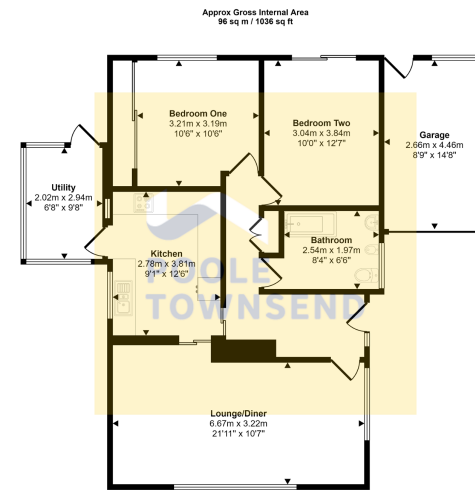 Approx Gross Internal Area
96 sq m / 1036 sq ft
Bedroom One
3.21m x 3.19m
10'6" x 10'6"
Bedroom Two
3.04m x 3.84m
10'0" x 12'7"
Garage
2.66m x 4.46m
8'9" x 14'8"
Utility
2.02m x 2.94m
6'8" x 9'8"
Kitchen
2.78m x 3.81m
9'1" x 12'6"
Bathroom
2.54m x 1.97m
8'4" x 6'6"
POOLE
TOWNSEND
Lounge/Diner
6.67m x 3.22m
21'11" x 10'7"